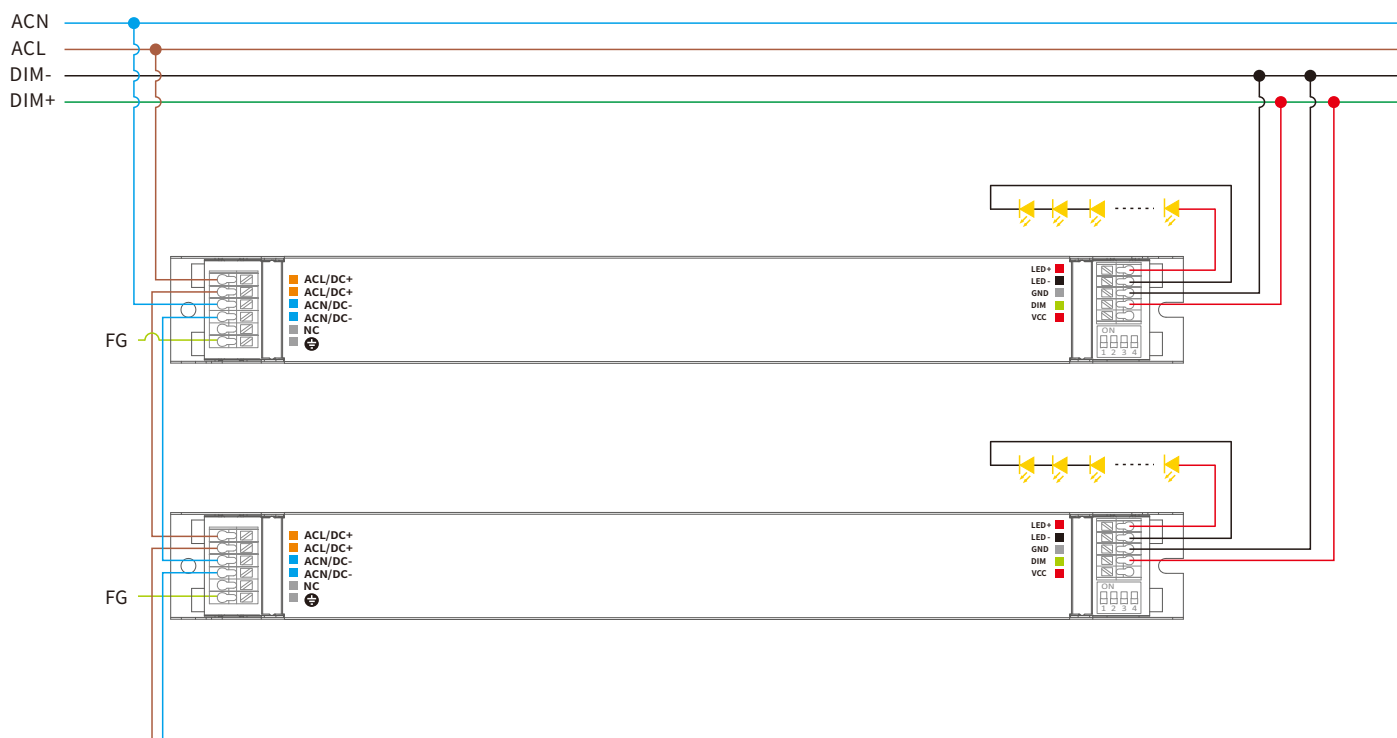 ACN
ACL
DIM-
DIM+
ACL/DC+
ACL/DC+
ACN/DC-
ACN/DC-
NC
FG
LED+
LED-
GND
DIM
VCC
ON
1 2 3 4
ACL/DC+
ACL/DC+
ACN/DC-
ACN/DC-
NC
FG
LED+
LED-
GND
DIM
VCC
ON
1 2 3 4